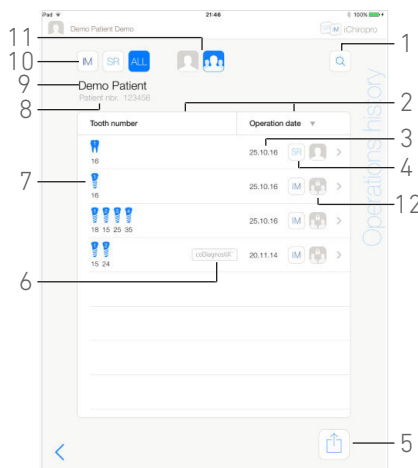 iPad 21:46 100%
Demo Patient Demo SR IM iChiropro
11
1
10 IM SR ALL
9 Demo Patient
Patient nbr. 123456
8
2
Tooth number Operation date
3
25.10.16 SR
16
4
7
25.10.16 IM
16
12
25.10.16 IM
18 15 25 35
6 coDiagnostiX 20.11.14 IM
15 24
Operations history
5